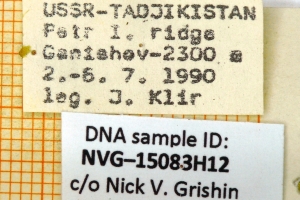 USSR-TADJIKISTAN
Petr I. ridge
Ganishov-2300 m
2.-6. 7. 1990
leg. J. Klir
DNA sample ID:
NVG–15083H12
c/o Nick V. Grishin